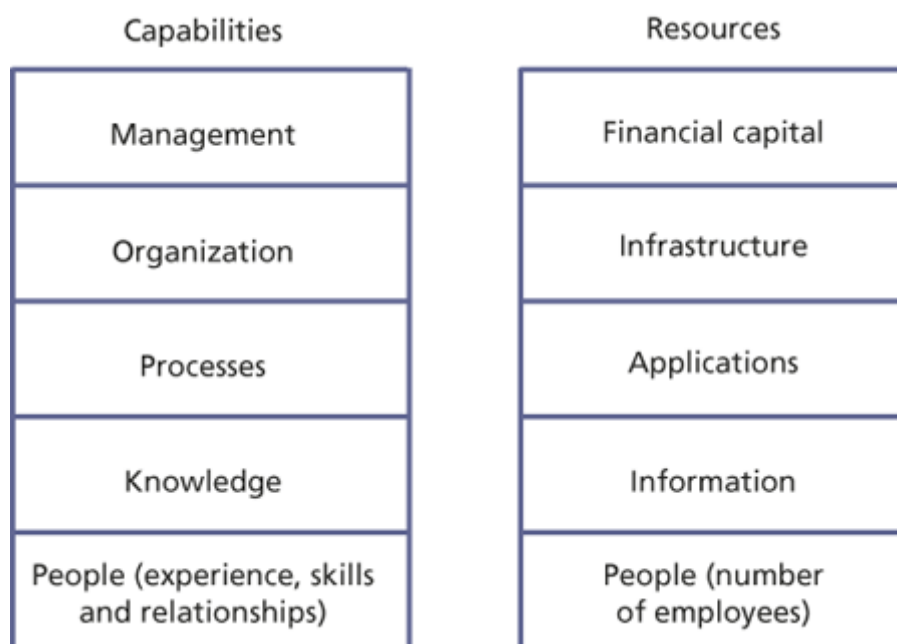 Capabilities
Management
Organization
Processes
Knowledge
People (experience, skills
and relationships)
Resources
Financial capital
Infrastructure
Applications
Information
People (number
of employees)